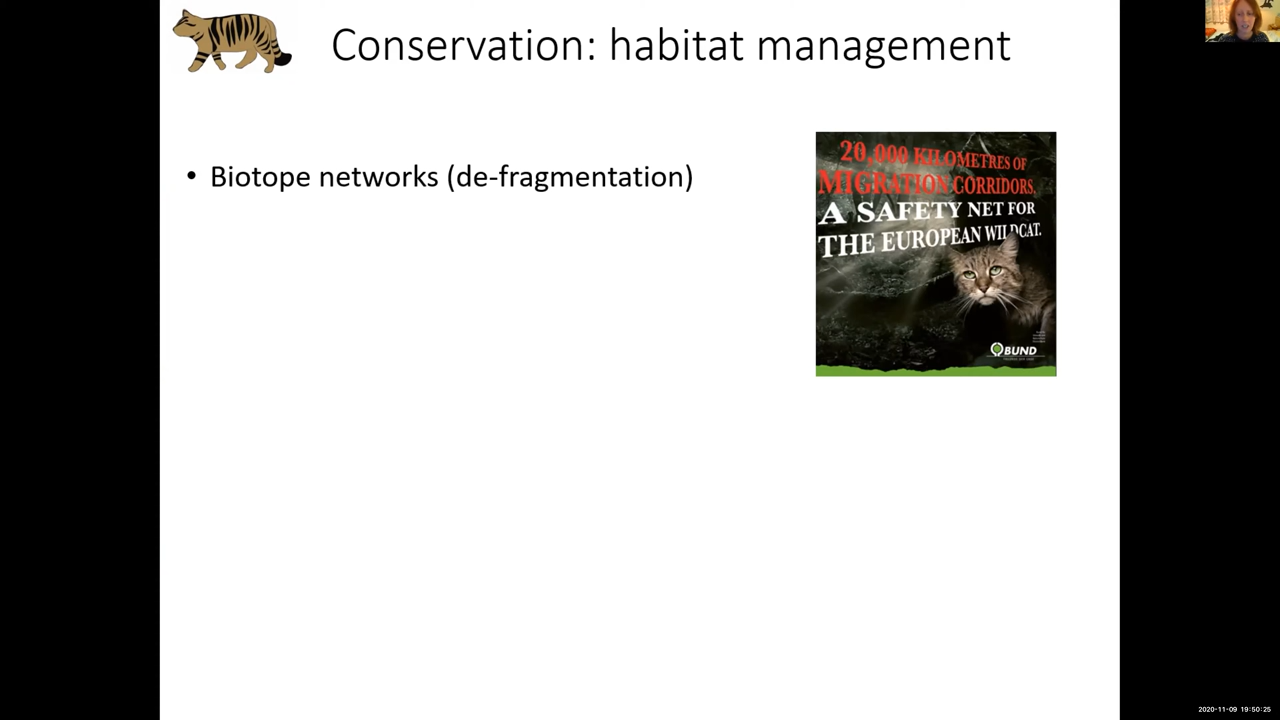 Conservation: habitat management
• Biotope networks (de-fragmentation)
20,000 KILOMETRES OF
MIGRATION CORRIDORS.
A SAFETY NET FOR
THE EUROPEAN WILDCAT.
BUND
2020-11-09 19:50:25